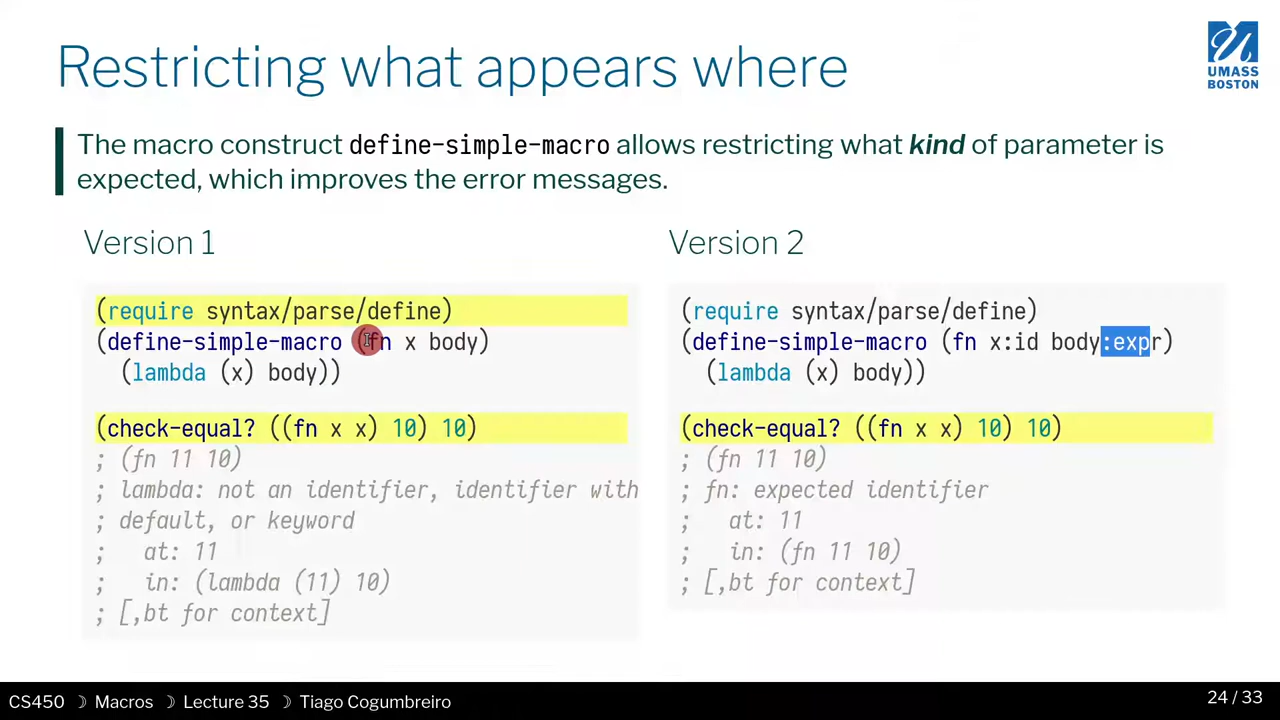 Restricting what appears where
UMASS
BOSTON
The macro construct define-simple-macro allows restricting what kind of parameter is
expected, which improves the error messages.
Version 1
(require syntax/parse/define)
(define-simple-macro (fn x body)
(lambda (x) body))
(check-equal? ((fn x x) 10) 10)
; (fn 11 10)
; lambda: not an identifier, identifier with
; default, or keyword
;   at: 11
;   in: (lambda (11) 10)
; [,bt for context]
Version 2
(require syntax/parse/define)
(define-simple-macro (fn x:id body:expr)
(lambda (x) body))
(check-equal? ((fn x x) 10) 10)
; (fn 11 10)
; fn: expected identifier
;   at: 11
;   in: (fn 11 10)
; [,bt for context]
CS450 ☽ Macros ☽ Lecture 35 ☽ Tiago Cogumbreiro
24 / 33